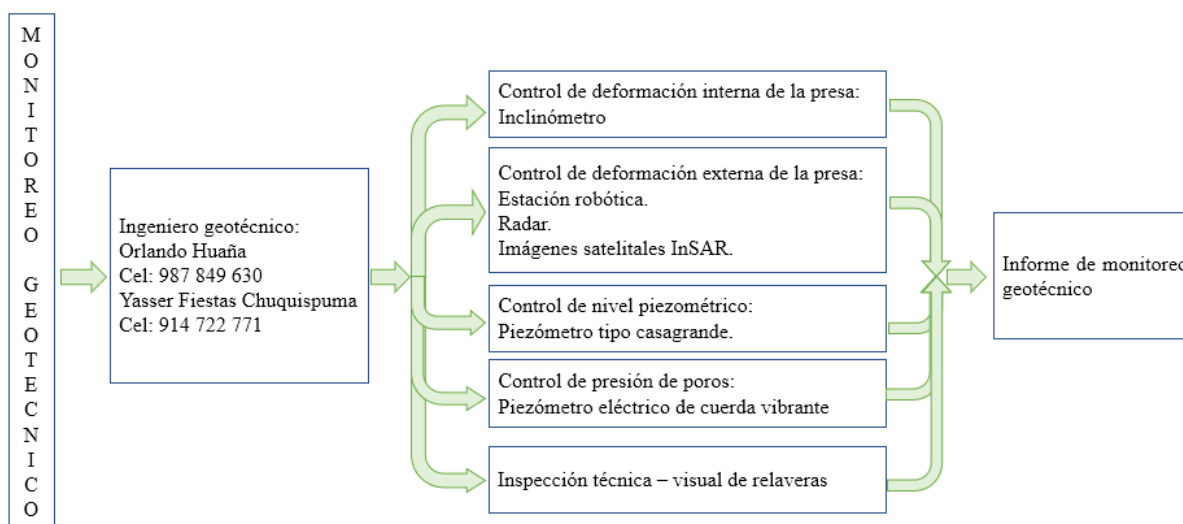 MONITOREO GEOTECNICO
Ingeniero geotécnico:
Orlando Huaña
Cel: 987 849 630
Yasser Fiestas Chuquispuma
Cel: 914 722 771
Control de deformación interna de la presa:
Inclinómetro
Control de deformación externa de la presa:
Estación robótica.
Radar.
Imágenes satelitales InSAR.
Control de nivel piezométrico:
Piezómetro tipo casagrande.
Control de presión de poros:
Piezómetro eléctrico de cuerda vibrante
Inspección técnica – visual de relaveras
Informe de monitoreo
geotécnico